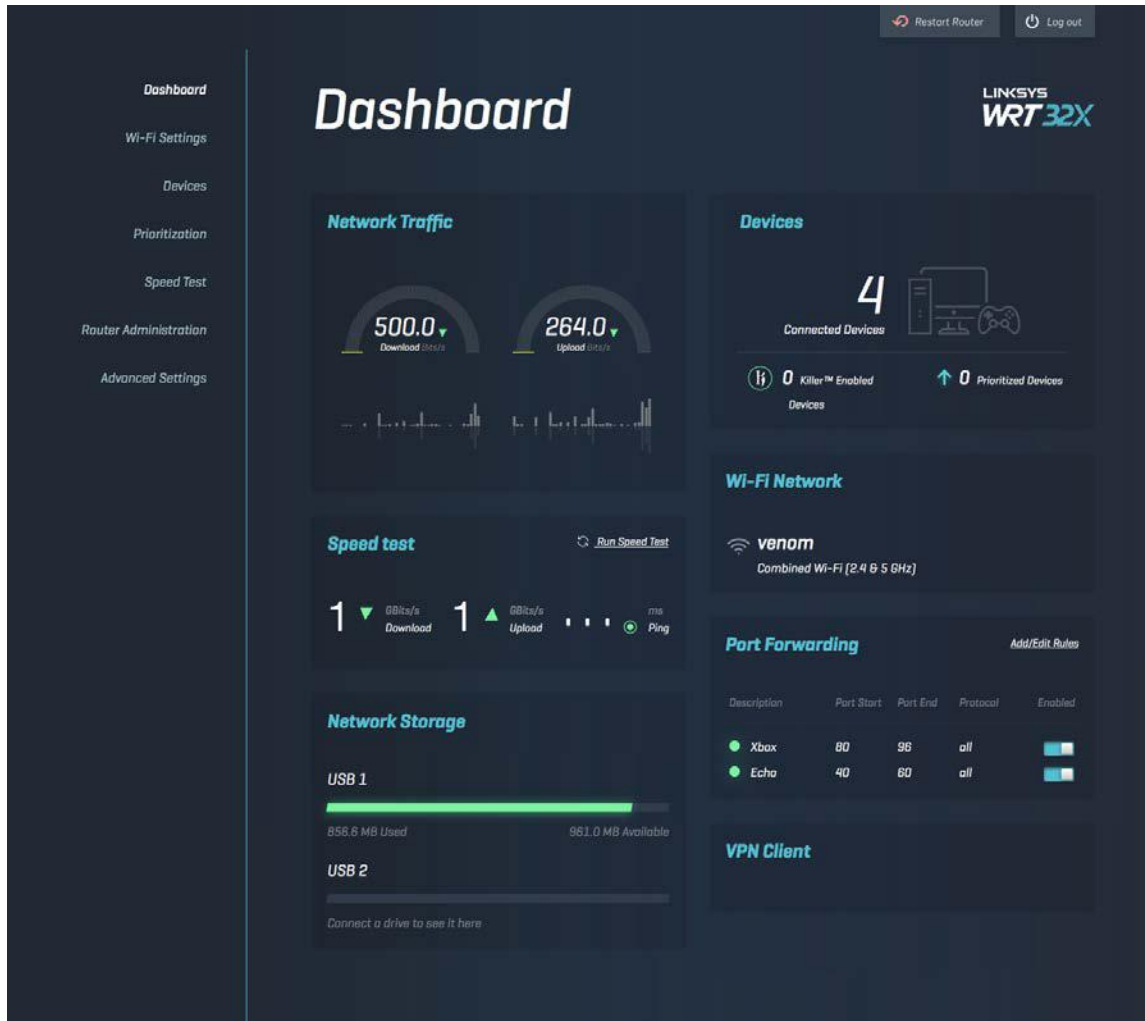 Restart Router
Log out
Dashboard
Wi-Fi Settings
Devices
Prioritization
Speed Test
Router Administration
Advanced Settings
Dashboard
LINKSYS
WRT 32X
Network Traffic
500.0
Download Bits/s
264.0
Upload Bits/s
Devices
4
Connected Devices
0 Killer™ Enabled
Devices
0 Prioritized Devices
Wi-Fi Network
venom
Combined Wi-Fi (2.4 & 5 GHz)
Speed test
Run Speed Test
1 GBits/s Download
1 GBits/s Upload
... ms Ping
Port Forwarding
Add/Edit Rules
Description Port Start Port End Protocol Enabled
Xbox 80 96 all
Echo 40 60 all
Network Storage
USB 1
856.6 MB Used 961.0 MB Available
USB 2
Connect a drive to see it here
VPN Client